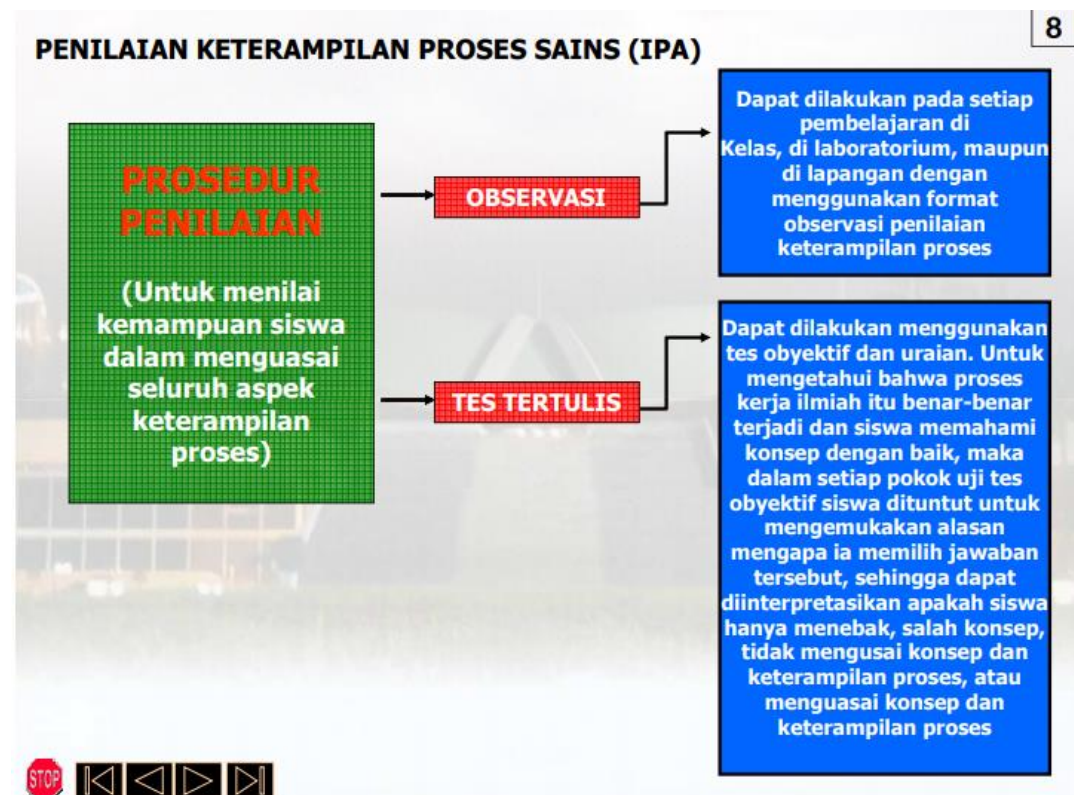 8
PENILAIAN KETERAMPILAN PROSES SAINS (IPA)
PROSEDUR
PENILAIAN
(Untuk menilai
kemampuan siswa
dalam menguasai
seluruh aspek
keterampilan
proses)
OBSERVASI
Dapat dilakukan pada setiap
pembelajaran di
Kelas, di laboratorium, maupun
di lapangan dengan
menggunakan format
observasi penilaian
keterampilan proses
TES TERTULIS
Dapat dilakukan menggunakan
tes obyektif dan uraian. Untuk
mengetahui bahwa proses
kerja ilmiah itu benar-benar
terjadi dan siswa memahami
konsep dengan baik, maka
dalam setiap pokok uji tes
obyektif siswa dituntut untuk
mengemukakan alasan
mengapa ia memilih jawaban
tersebut, sehingga dapat
diinterpretasikan apakah siswa
hanya menebak, salah konsep,
tidak mengusai konsep dan
keterampilan proses, atau
menguasai konsep dan
keterampilan proses
STOP